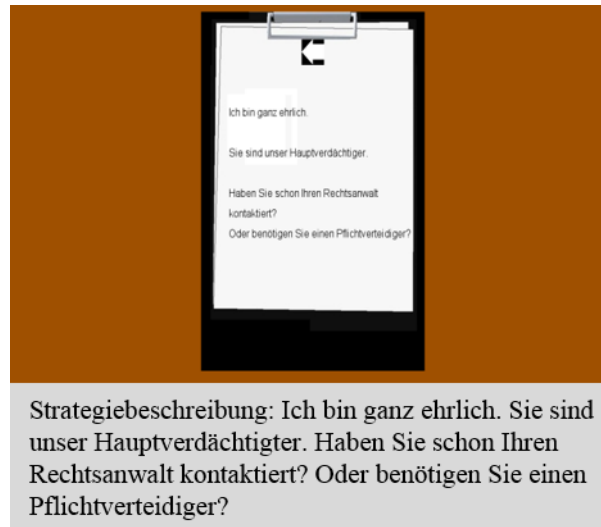 Ich bin ganz ehrlich.
Sie sind unser Hauptverdächtiger.
Haben Sie schon Ihren Rechtsanwalt
kontaktiert?
Oder benötigen Sie einen Pflichtverteidiger?
Strategiebeschreibung: Ich bin ganz ehrlich. Sie sind
unser Hauptverdächtigter. Haben Sie schon Ihren
Rechtsanwalt kontaktiert? Oder benötigen Sie einen
Pflichtverteidiger?